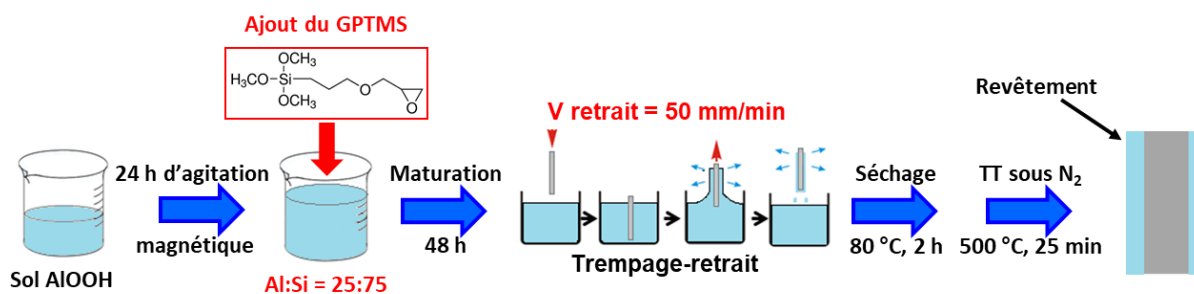 Ajout du GPTMS
OCH₃
H₃CO-Si
OCH₃
O
O
V retrait = 50 mm/min
Revêtement
24 h d'agitation
magnétique
Maturation
48 h
Séchage
80 °C, 2 h
TT sous N₂
500 °C, 25 min
Sol AlOOH
Al:Si = 25:75
Trempage-retrait